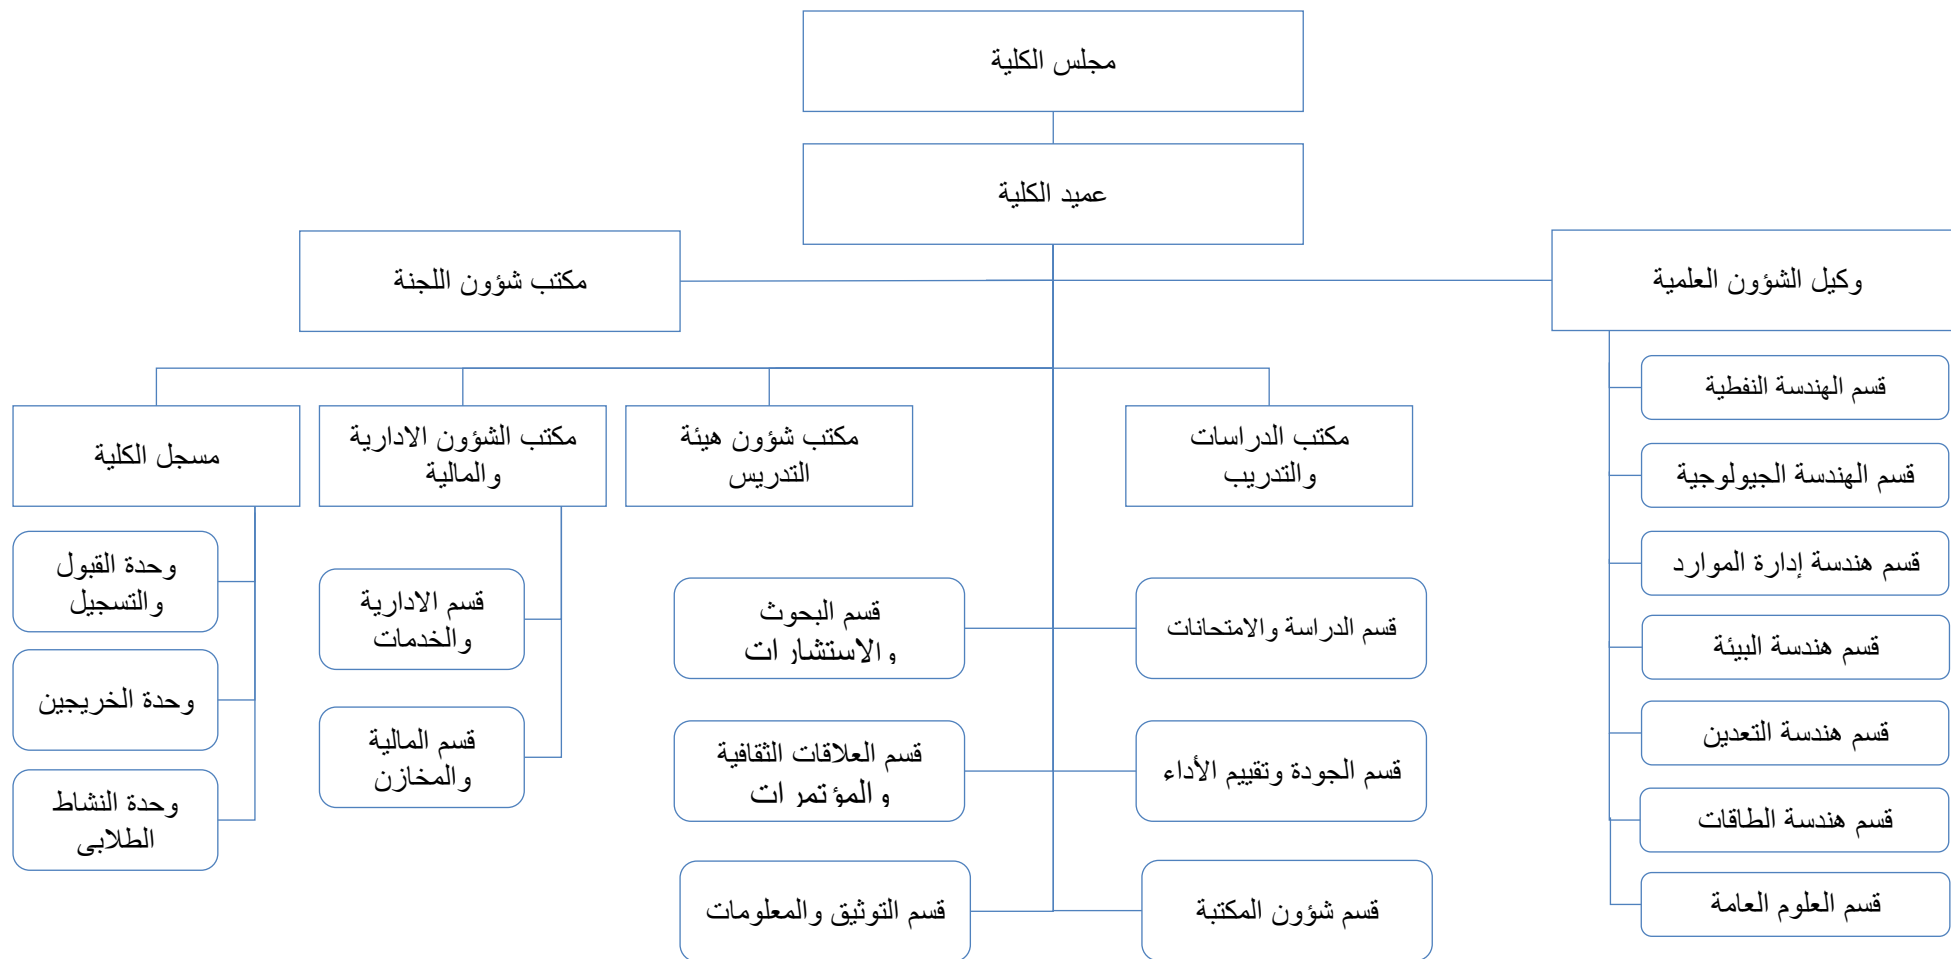 مجلس الكلية
عميد الكلية
وكيل الشؤون العلمية
مكتب شؤون اللجنة
قسم الهندسة النفطية
قسم الهندسة الجيولوجية
قسم هندسة إدارة الموارد
قسم هندسة البيئة
قسم هندسة التعدين
قسم هندسة الطاقات
قسم العلوم العامة
مكتب الدراسات
والتدريب
مكتب شؤون هيئة
التدريس
مكتب الشؤون الادارية
والمالية
مسجل الكلية
قسم الدراسة والامتحانات
قسم البحوث
والاستشارات
قسم الجودة وتقييم الأداء
قسم العلاقات الثقافية
والمؤتمرات
قسم شؤون المكتبة
قسم التوثيق والمعلومات
قسم الادارية
والخدمات
قسم المالية
والمخازن
وحدة القبول
والتسجيل
وحدة الخريجين
وحدة النشاط
الطلابى